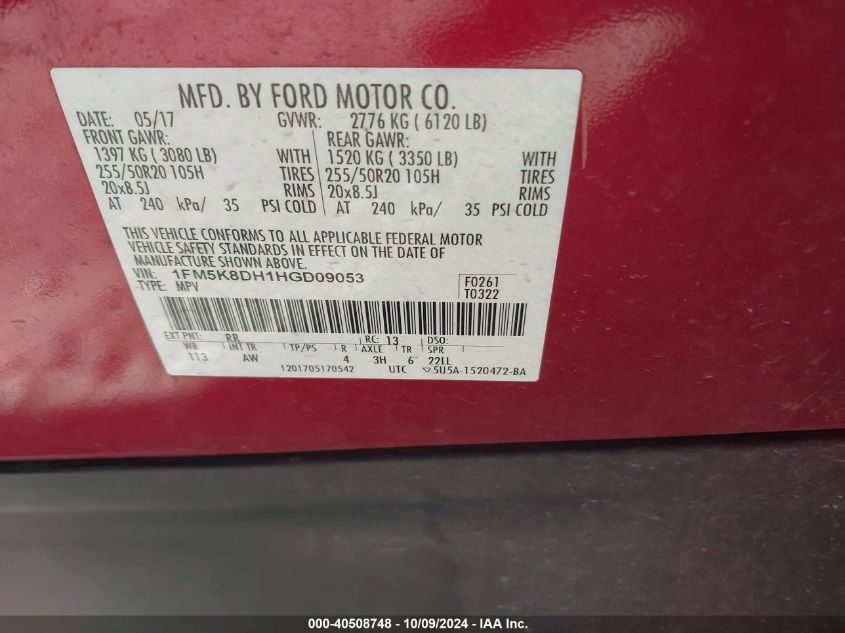 MFD. BY FORD MOTOR CO.
DATE: 05/17 GVWR: 2776 KG ( 6120 LB)
FRONT GAWR: REAR GAWR:
1397 KG ( 3080 LB) WITH 1520 KG ( 3350 LB) WITH
255/50R20 105H TIRES 255/50R20 105H TIRES
20x8.5J RIMS 20x8.5J RIMS
AT 240 kPa/ 35 PSI COLD AT 240 kPa/ 35 PSI COLD
THIS VEHICLE CONFORMS TO ALL APPLICABLE FEDERAL MOTOR
VEHICLE SAFETY STANDARDS IN EFFECT ON THE DATE OF
MANUFACTURE SHOWN ABOVE.
VIN: 1FM5K8DH1HGD09053 F0261
TYPE: MPV T0322
EXT PNT: RR RC: 13 DSO:
WB INT TR TP/PS R AXLE TR SPR
113 AW 4 3H 6 22LL
1201705170542 UTC 5U5A-1520472-BA
000-40508748 - 10/09/2024 - COPYRIGHT 2024 IAA, Inc.